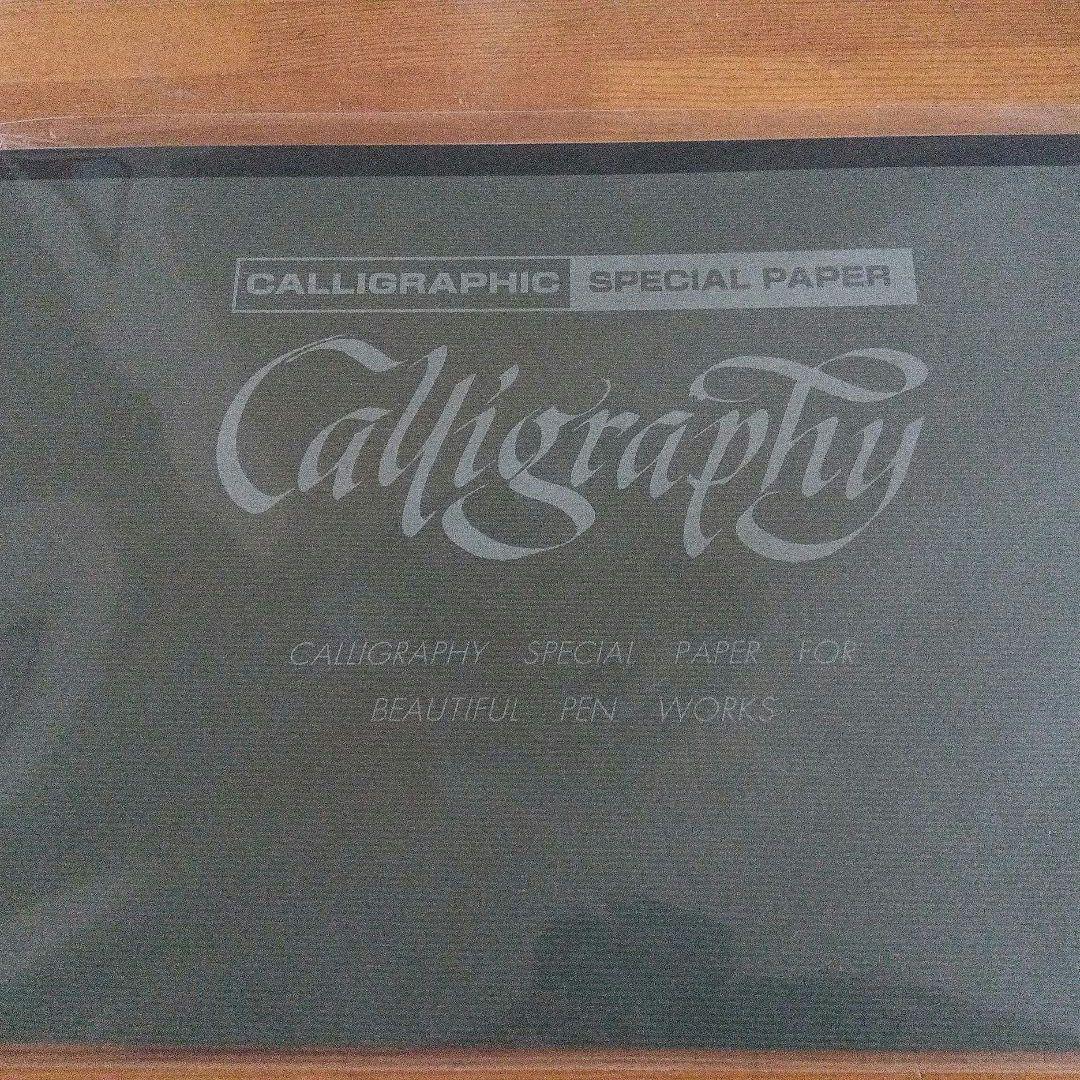 CALLIGRAPHIC SPECIAL PAPER
Calligraphy
CALLIGRAPHY SPECIAL PAPER FOR
BEAUTIFUL PEN WORKS